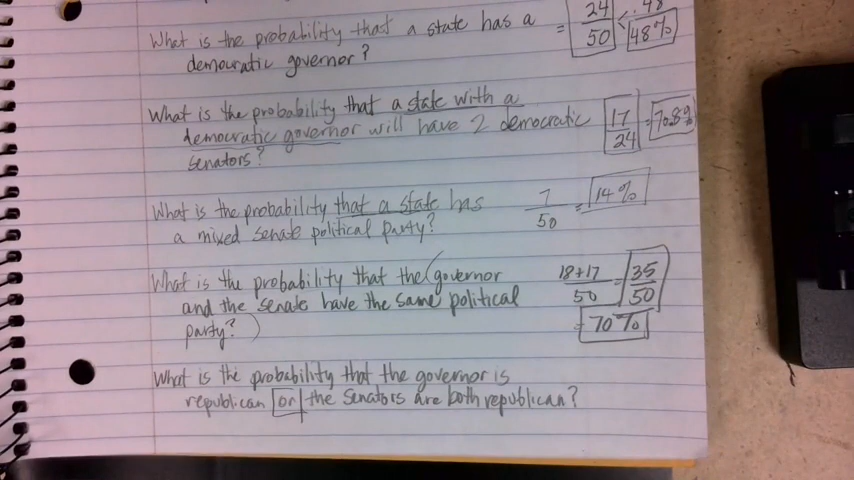 What is the probability that a state has a = 24/50 < .48
democratic governor? 48%
What is the probability that a state with a
democratic governor will have 2 democratic 17/24 = 70.8%
senators?
What is the probability that a state has 7/50 = 14%
a mixed senate political party?
What is the probability that the (governor 18+17/50 = 35/50
and the senate have the same political
party?) = 70%
What is the probability that the governor is
republican or the senators are both republican?